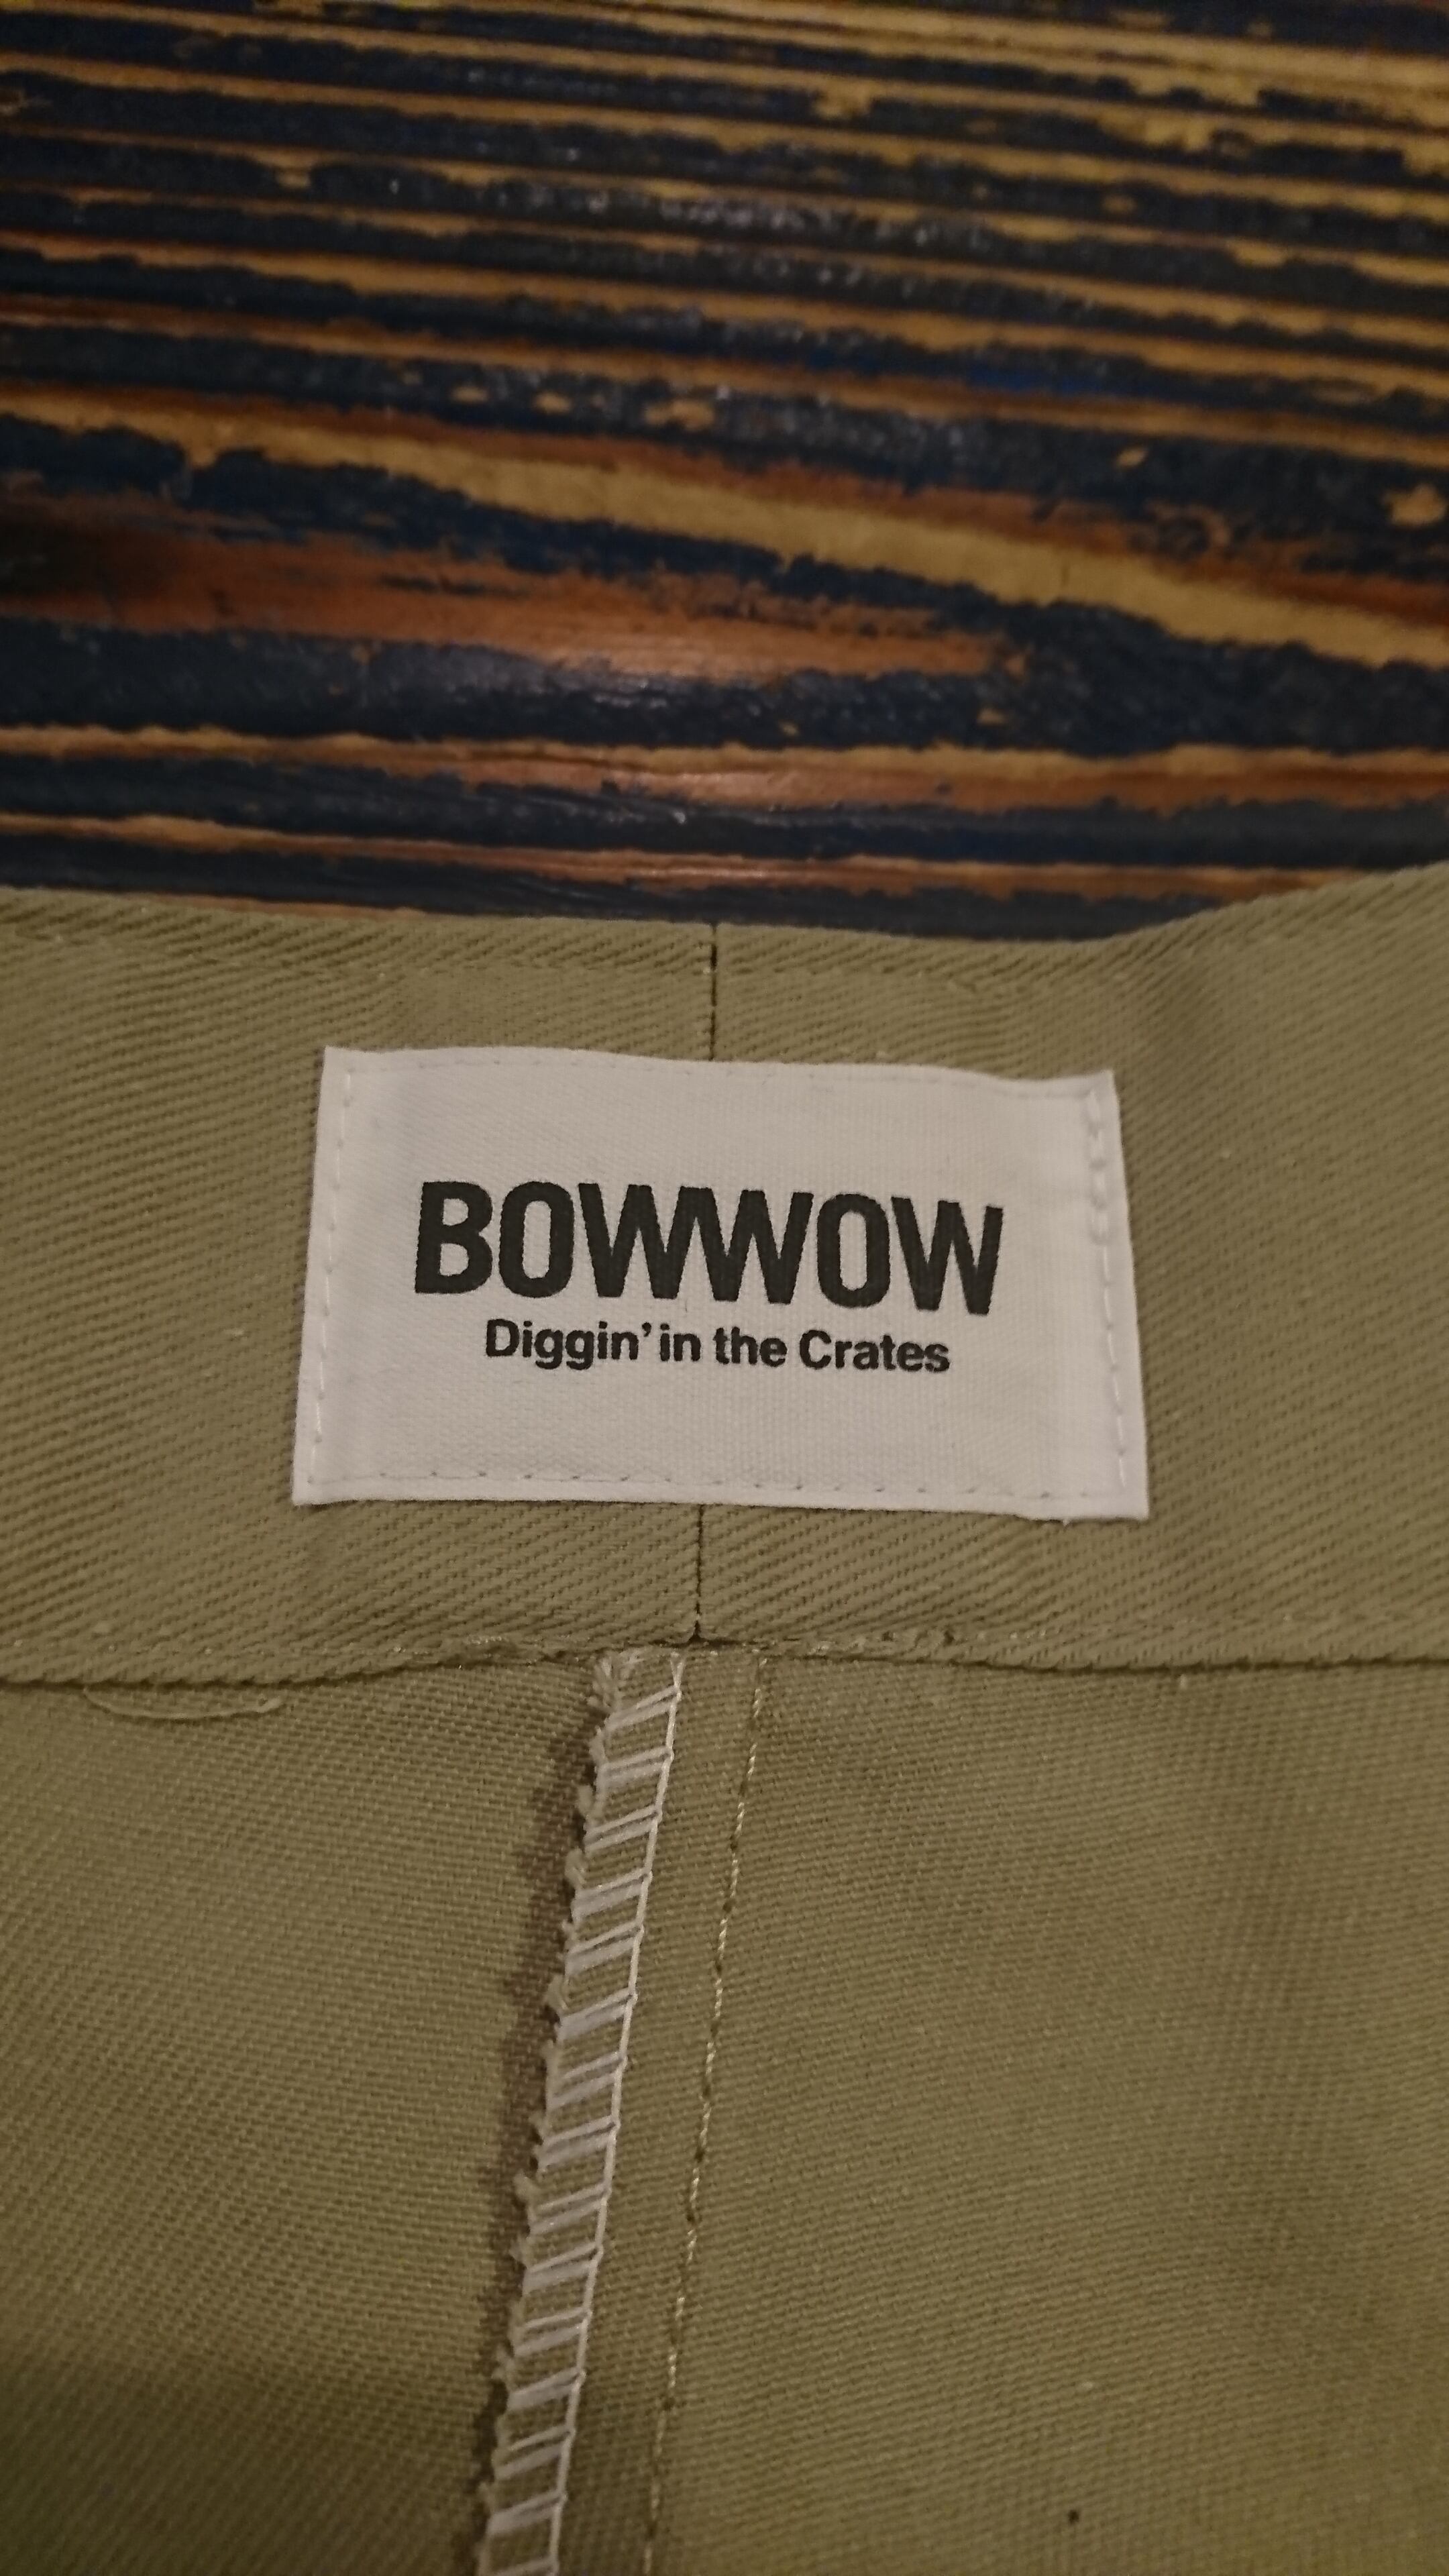 BOWWOW
Diggin' in the Crates